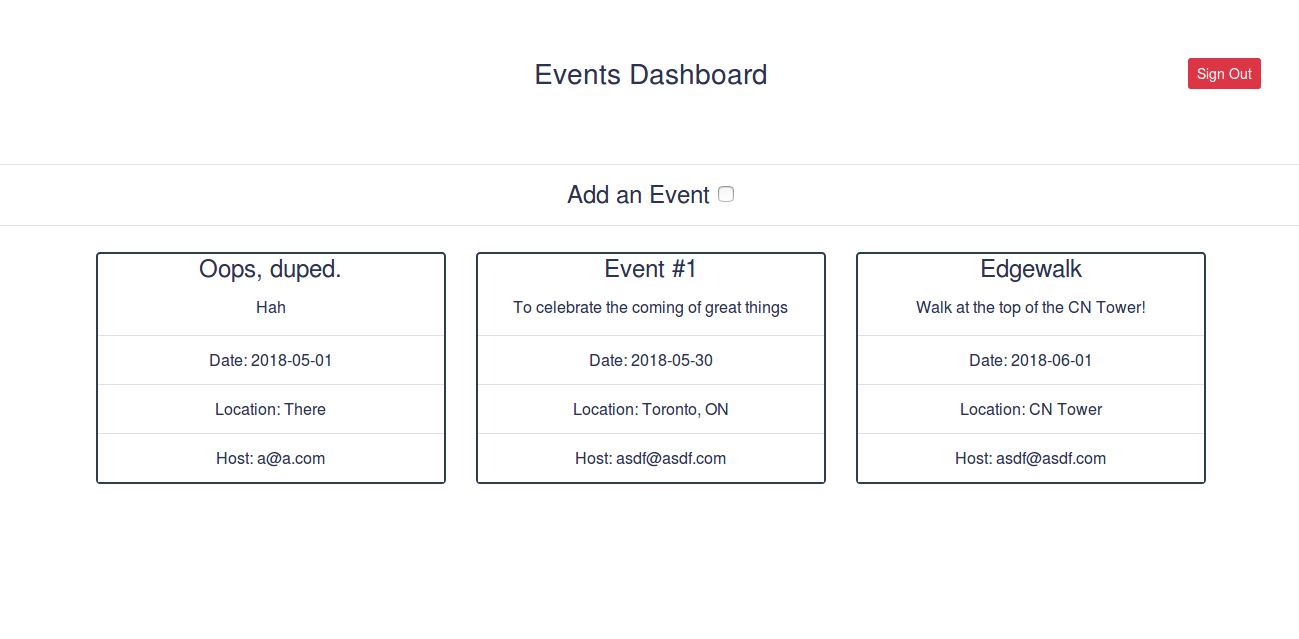 Events Dashboard
Sign Out
Add an Event
Oops, duped.
Hah
Date: 2018-05-01
Location: There
Host: a@a.com
Event #1
To celebrate the coming of great things
Date: 2018-05-30
Location: Toronto, ON
Host: asdf@asdf.com
Edgewalk
Walk at the top of the CN Tower!
Date: 2018-06-01
Location: CN Tower
Host: asdf@asdf.com